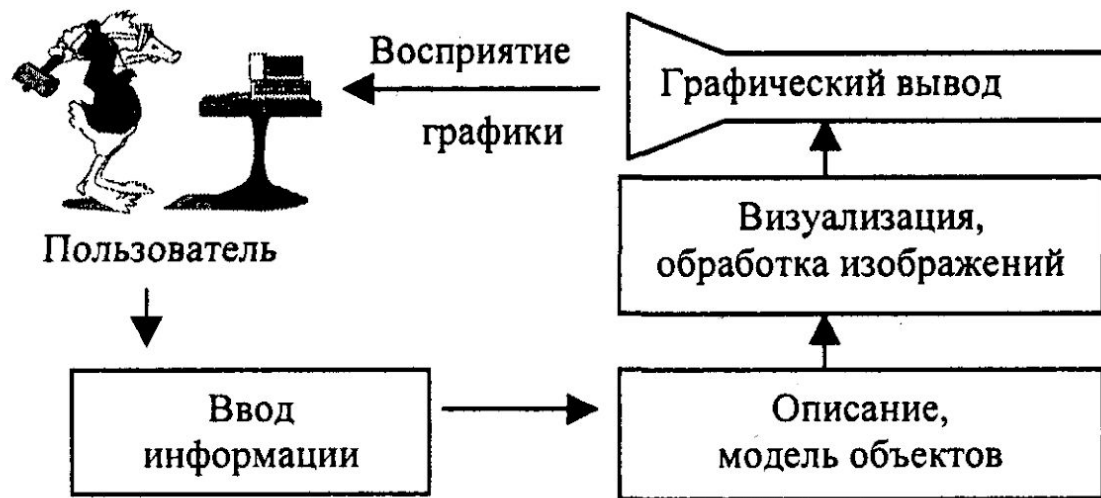 Восприятие
графики
Графический вывод
Визуализация,
обработка изображений
Пользователь
Ввод
информации
Описание,
модель объектов